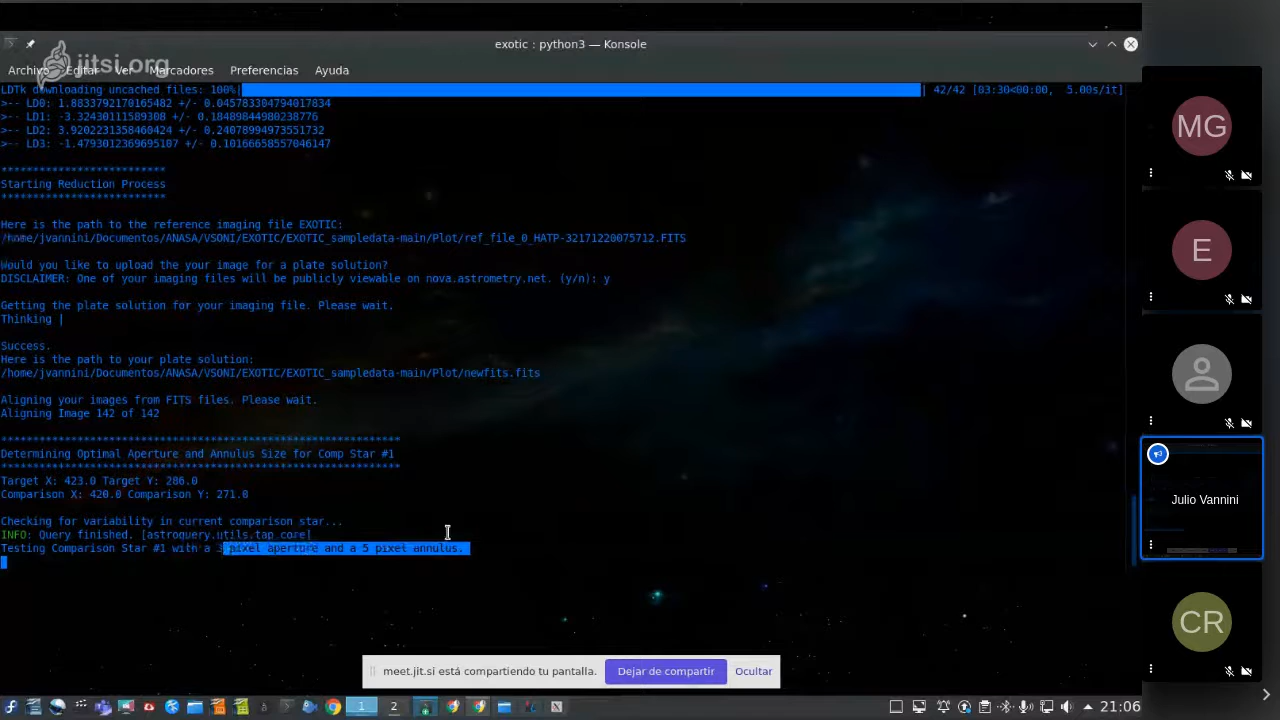 exotic : python3 — Konsole
jitsi.org
Archivo Editar Ver Marcadores Preferencias Ayuda
LDTk downloading uncached files: 100%| | 42/42 [03:30<00:00, 5.00s/it]
>-- LD0: 1.8833792170165482 +/- 0.045783304794017834
>-- LD1: -3.32430111589308 +/- 0.18489844980238776
>-- LD2: 3.9202231358460424 +/- 0.24078994973551732
>-- LD3: -1.4793012369695107 +/- 0.10166658557046147
**************************
Starting Reduction Process
**************************
Here is the path to the reference imaging file EXOTIC:
/home/jvannini/Documentos/ANASA/VSONI/EXOTIC/EXOTIC_sampledata-main/Plot/ref_file_0_HATP-32171220075712.FITS
Would you like to upload the your image for a plate solution?
DISCLAIMER: One of your imaging files will be publicly viewable on nova.astrometry.net. (y/n): y
Getting the plate solution for your imaging file. Please wait.
Thinking |
Success.
Here is the path to your plate solution:
/home/jvannini/Documentos/ANASA/VSONI/EXOTIC/EXOTIC_sampledata-main/Plot/newfits.fits
Aligning your images from FITS files. Please wait.
Aligning Image 142 of 142
***************************************************************
Determining Optimal Aperture and Annulus Size for Comp Star #1
***************************************************************
Target X: 423.0 Target Y: 286.0
Comparison X: 420.0 Comparison Y: 271.0
Checking for variability in current comparison star...
INFO: Query finished. [astroquery.utils.tap.core]
Testing Comparison Star #1 with a 3 pixel aperture and a 5 pixel annulus.
meet.jit.si está compartiendo tu pantalla. Dejar de compartir Ocultar
1 2 21:06
MG
E
Julio Vannini
CR